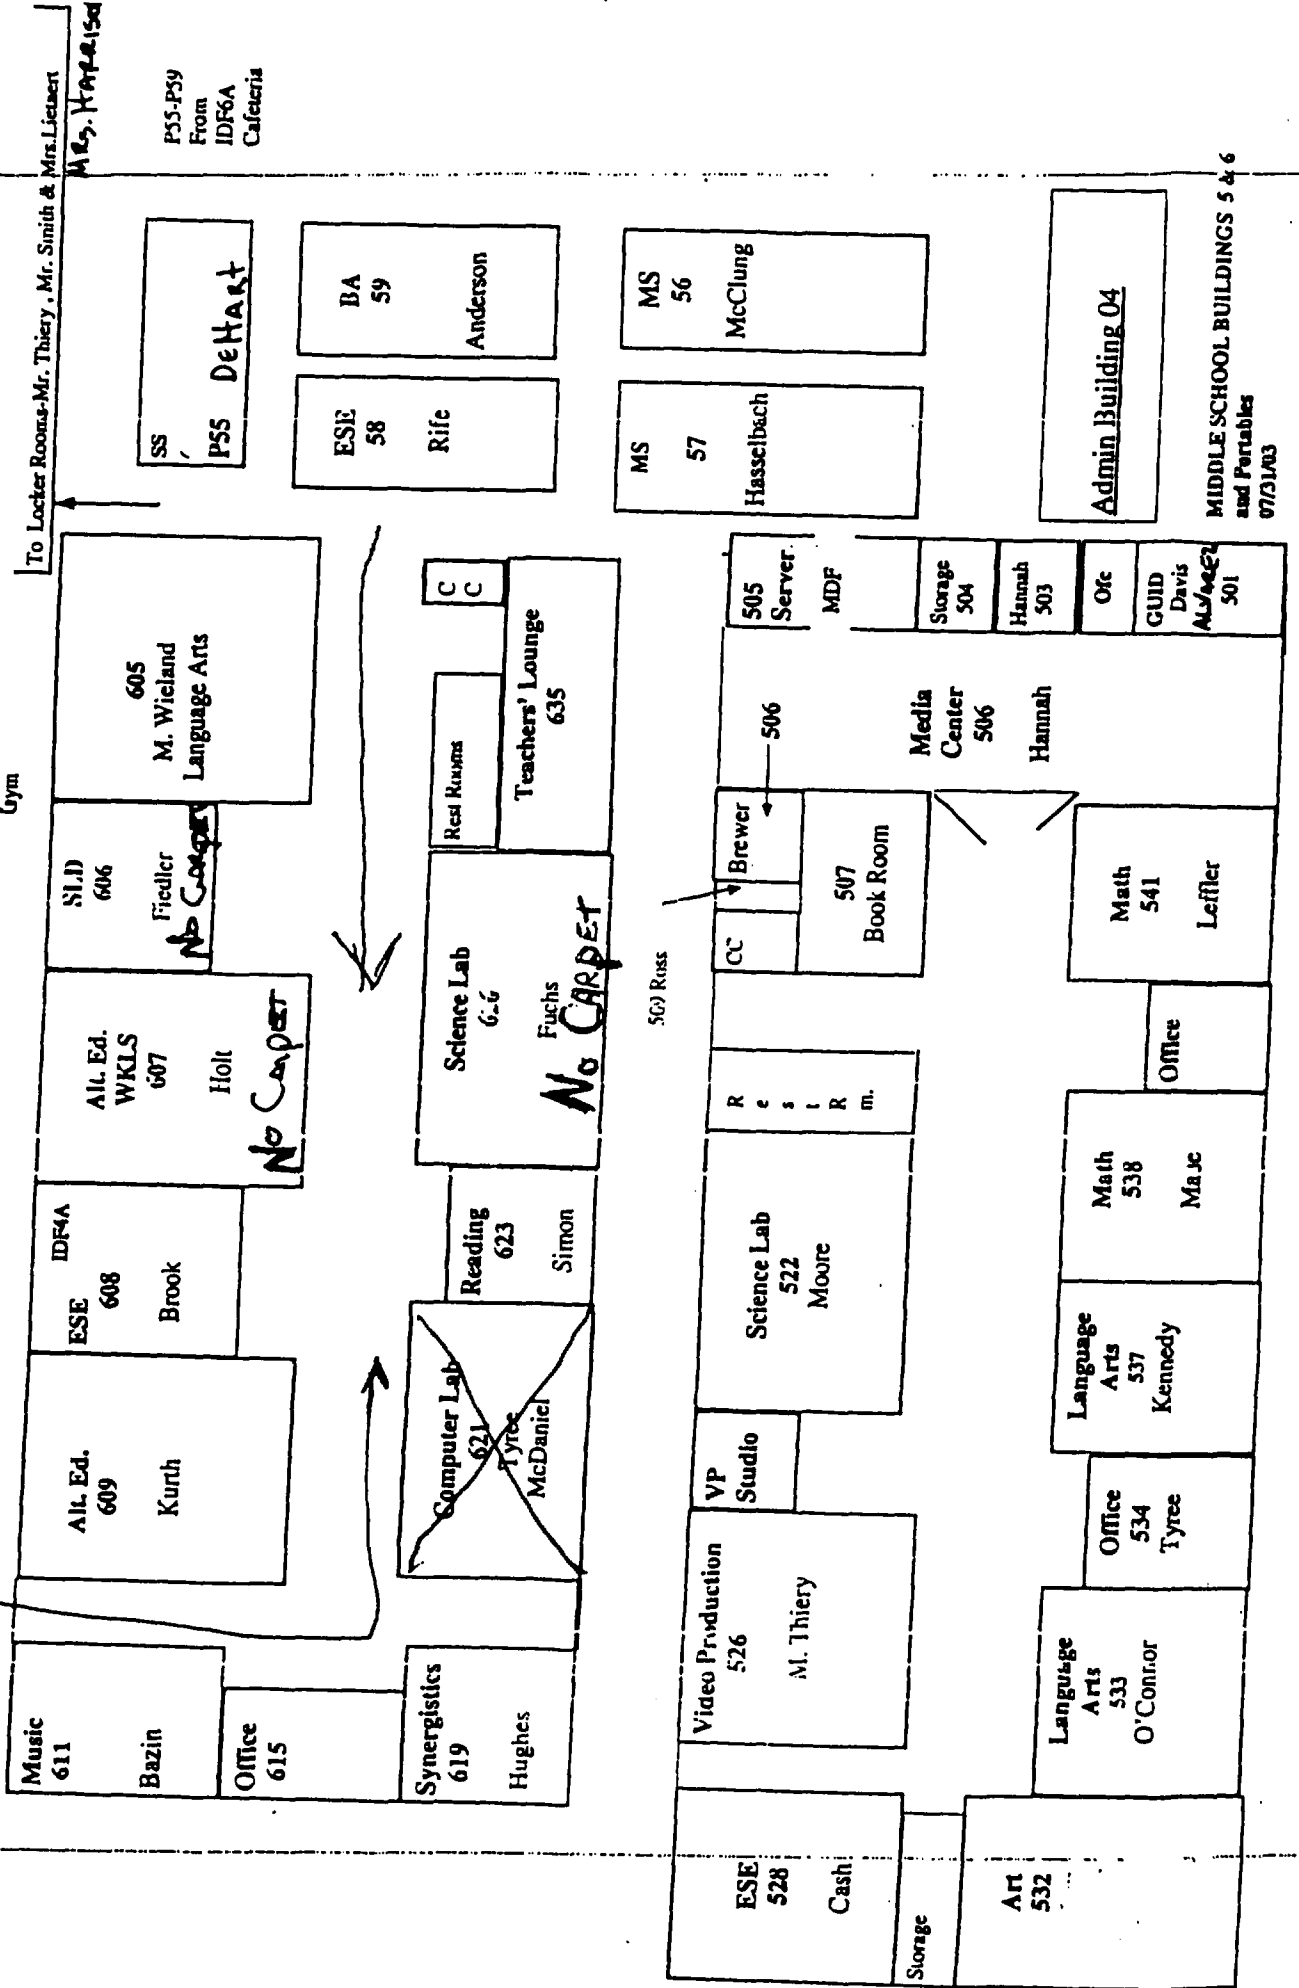 To Locker Rooms-Mr. Thiery , Mr. Smith & Mrs.Lietaert
MRs. HARRISON
P55-P59
From
IDF6A
Cafeteria
Gym
Music
611
Bazin
Alt. Ed.
609
Kurth
IDF4A
ESE
608
Brook
Alt. Ed.
WKLS
607
Holt
No Carpet
SLD
606
Fiedler
No Carpet
605
M. Wieland
Language Arts
SS
P55 DeHart
Office
615
Synergistics
619
Hughes
Computer Lab
621
Tyree
McDaniel
Reading
623
Simon
Science Lab
626
Fuchs
No CARPET
Rest Rooms
Teachers' Lounge
635
C
C
ESE
58
Rife
BA
59
Anderson
MS
57
Hasselbach
MS
56
McClung
509 Ross
ESE
528
Cash
Video Production
526
M. Thiery
VP
Studio
Science Lab
522
Moore
R
e
s
t
R
m.
CC
Brewer
506
507
Book Room
505
Server
MDF
Storage
504
Hannah
503
Ofc
GUID
Davis
ALVAREZ
501
Media
Center
506
Hannah
Admin Building 04
Storage
Art
532
Language
Arts
533
O'Connor
Office
534
Tyree
Language
Arts
537
Kennedy
Math
538
Mase
Office
Math
541
Leffler
MIDDLE SCHOOL BUILDINGS 5 & 6
and Portables
07/31/03